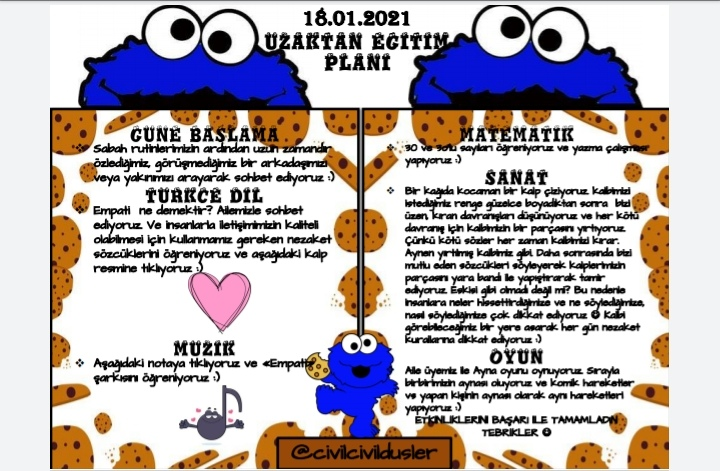 18.01.2021
UZAKTAN EĞİTİM
PLANI
GÜNE BAŞLAMA
Sabah rutinlerimizin ardından uzun zamandır
özlediğimiz, görüşmediğimiz bir arkadaşımızı
veya yakınımızı arayarak sohbet ediyoruz :)
TÜRKÇE DİL
Empati ne demektir? Ailemizle sohbet
ediyoruz. Ve insanlarla iletişimimizin kaliteli
olabilmesi için kullanmamız gereken nezaket
sözcüklerini öğreniyoruz ve aşağıdaki kalp
resmine tıklıyoruz :)
MÜZİK
Aşağıdaki notaya tıklıyoruz ve «Empati»
şarkısını öğreniyoruz :)
MATEMATİK
30 ve 30lu sayıları öğreniyoruz ve yazma çalışması
yapıyoruz :)
SANAT
Bir kağıda kocaman bir kalp çiziyoruz. Kalbimizi
istediğimiz renge güzelce boyadıktan sonra bizi
üzen, kıran davranışları düşünüyoruz ve her kötü
davranış için kalbimizin bir parçasını yırtıyoruz.
Çünkü kötü sözler her zaman kalbimizi kırar.
Aynen yırtılmış kalbimiz gibi. Daha sonrasında bizi
mutlu eden sözcükleri söyleyerek kalplerimizin
parçasını yara bandı ile yapıştırarak tamir
ediyoruz. Eskisi gibi olmadı değil mi? Bu nedenle
insanlara neler hissettirdiğimize ve ne söylediğimize,
nasıl söylediğimize çok dikkat ediyoruz ☺ Kalbi
görebileceğimiz bir yere asarak her gün nezaket
kurallarına dikkat ediyoruz :)
OYUN
Aile üyemiz ile Ayna oyunu oynuyoruz. Sırayla
birbirimizin aynası oluyoruz ve komik hareketler
vs yapan kişinin aynası olarak aynı hareketleri
yapıyoruz :)
ETKİNLİKLERİNİ BAŞARI İLE TAMAMLADIN
TEBRİKLER ☺
@civilcivildusler